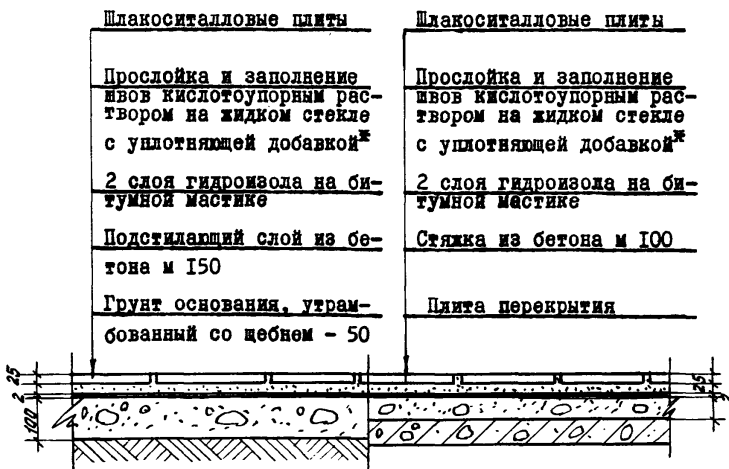 Шлакоситалловые плиты
Прослойка и заполнение
швов кислотоупорным рас-
твором на жидком стекле
с уплотняющей добавкой*
2 слоя гидроизола на би-
тумной мастике
Подстилающий слой из бе-
тона м 150
Грунт основания, утрам-
бованный со щебнем - 50
Шлакоситалловые плиты
Прослойка и заполнение
швов кислотоупорным рас-
твором на жидком стекле
с уплотняющей добавкой*
2 слоя гидроизола на би-
тумной мастике
Стяжка из бетона м 100
Плита перекрытия
25
2
100
25